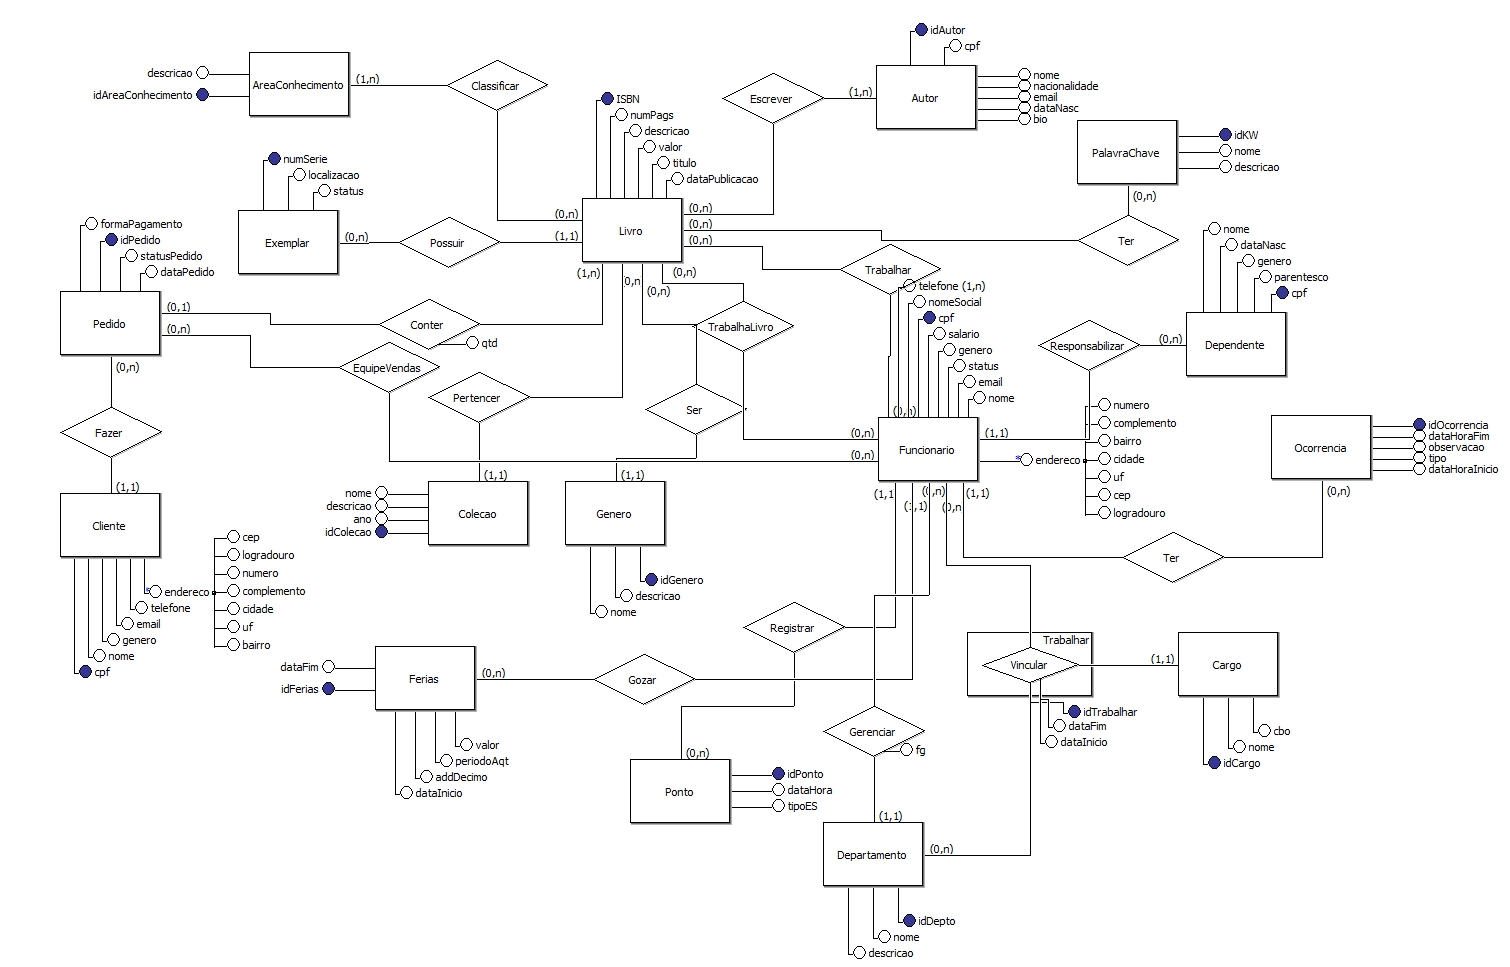 idAutor
cpf
descricao
AreaConhecimento
(1,n)
Classificar
idAreaConhecimento
nome
nacionalidade
email
dataNasc
bio
Autor
(1,n)
Escrever
ISBN
numPags
descricao
valor
titulo
dataPublicacao
PalavraChave
idKW
nome
descricao
(0,n)
numSerie
localizacao
status
Exemplar
(0,n)
Possuir
(0,n)
(1,1)
Livro
(0,n)
(0,n)
(0,n)
Ter
formaPagamento
idPedido
statusPedido
dataPedido
nome
dataNasc
genero
parentesco
cpf
(1,n)
0,n
(0,n)
(0,n)
Trabalhar
telefone (1,n)
nomeSocial
cpf
salario
genero
status
email
nome
Pedido
(0,1)
(0,n)
(0,n)
Conter
qtd
TrabalhaLivro
Responsabilizar
(0,n)
Dependente
EquipeVendas
Pertencer
Ser
Fazer
(0,n)
(0,n)
(0,n)
Funcionario
(1,1)
endereco
numero
complemento
bairro
cidade
uf
cep
logradouro
Ocorrencia
idOcorrencia
dataHoraFim
observacao
tipo
dataHoraInicio
(0,n)
(1,1)
Cliente
(1,1)
nome
descricao
ano
idColecao
Colecao
(1,1)
Genero
(1,1
(1,1)
(0,n)
0,n
(1,1)
Ter
cep
logradouro
numero
complemento
cidade
uf
bairro
endereco
telefone
email
genero
nome
cpf
idGenero
descricao
nome
Registrar
dataFim
idFerias
Ferias
(0,n)
Gozar
Trabalhar
Vincular
(1,1)
Cargo
valor
periodoAqt
addDecimo
dataInicio
idTrabalhar
dataFim
dataInicio
cbo
nome
idCargo
Gerenciar
fg
(0,n)
Ponto
idPonto
dataHora
tipoES
(1,1)
Departamento
(0,n)
idDepto
nome
descricao